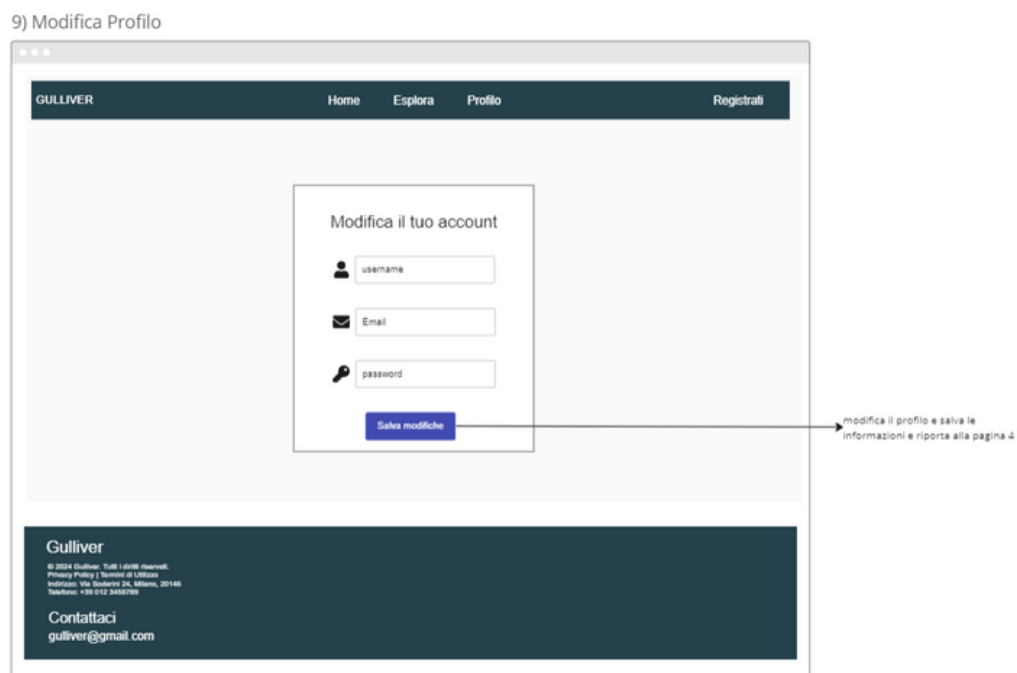 9) Modifica Profilo
GULLIVER Home Esplora Profilo Registrati
Modifica il tuo account
username
Email
password
Salva modifiche
modifica il profilo e salva le
informazioni e riporta alla pagina 4
Gulliver
© 2024 Gulliver. Tutti i diritti riservati.
Privacy Policy | Termini di Utilizzo
Indirizzo: Via Soderini 24, Milano, 20146
Telefono: +39 012 3456789
Contattaci
gulliver@gmail.com